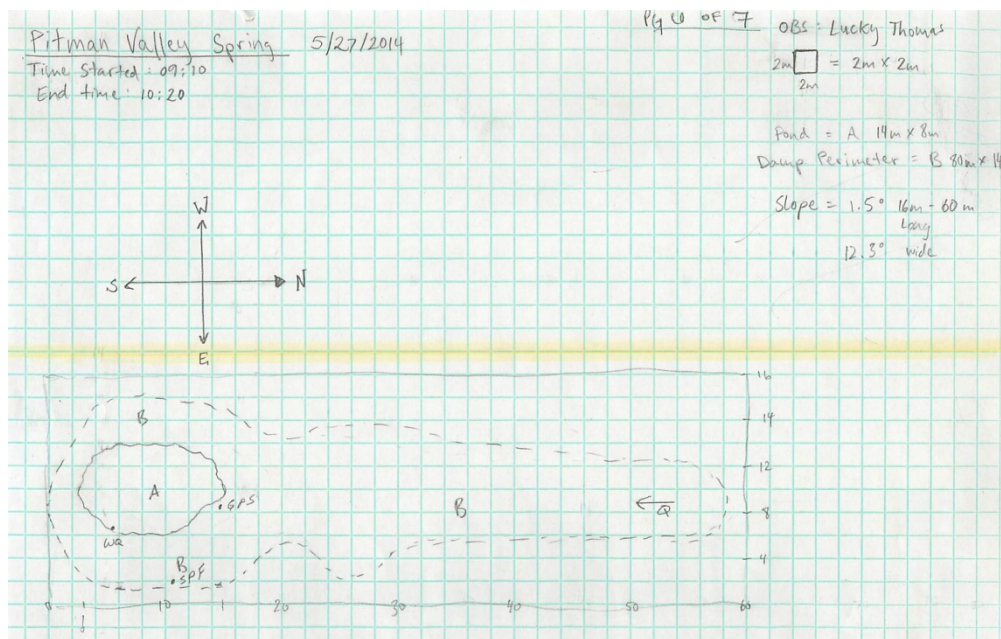 Pitman Valley Spring 5/27/2014
Time Started: 09:10
End time: 10:20
Pg 6 of 7
OBS: Lucky Thomas
2m = 2m x 2m
2m
Pond = A 14m x 8m
Damp Perimeter = B 80m x 14
Slope = 1.5° 16m - 60m
Long
12.3° wide
W
S N
E
16
B
14
12
A
GPS
B
Q
8
WQ
4
B
SPF
0 10 20 30 40 50 60